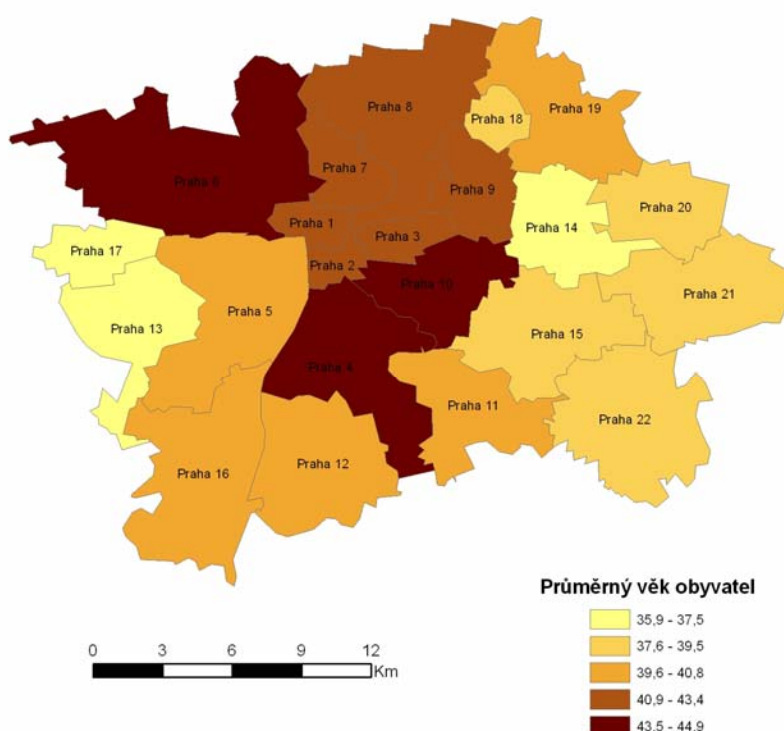 Praha 8
Praha 19
Praha 18
Praha 7
Praha 6
Praha 9
Praha 20
Praha 1
Praha 3
Praha 14
Praha 17
Praha 2
Praha 10
Praha 21
Praha 5
Praha 13
Praha 15
Praha 4
Praha 11
Praha 22
Praha 12
Praha 16
Průměrný věk obyvatel
35,9 - 37,5
37,6 - 39,5
39,6 - 40,8
40,9 - 43,4
43,5 - 44,9
0 3 6 9 12
Km